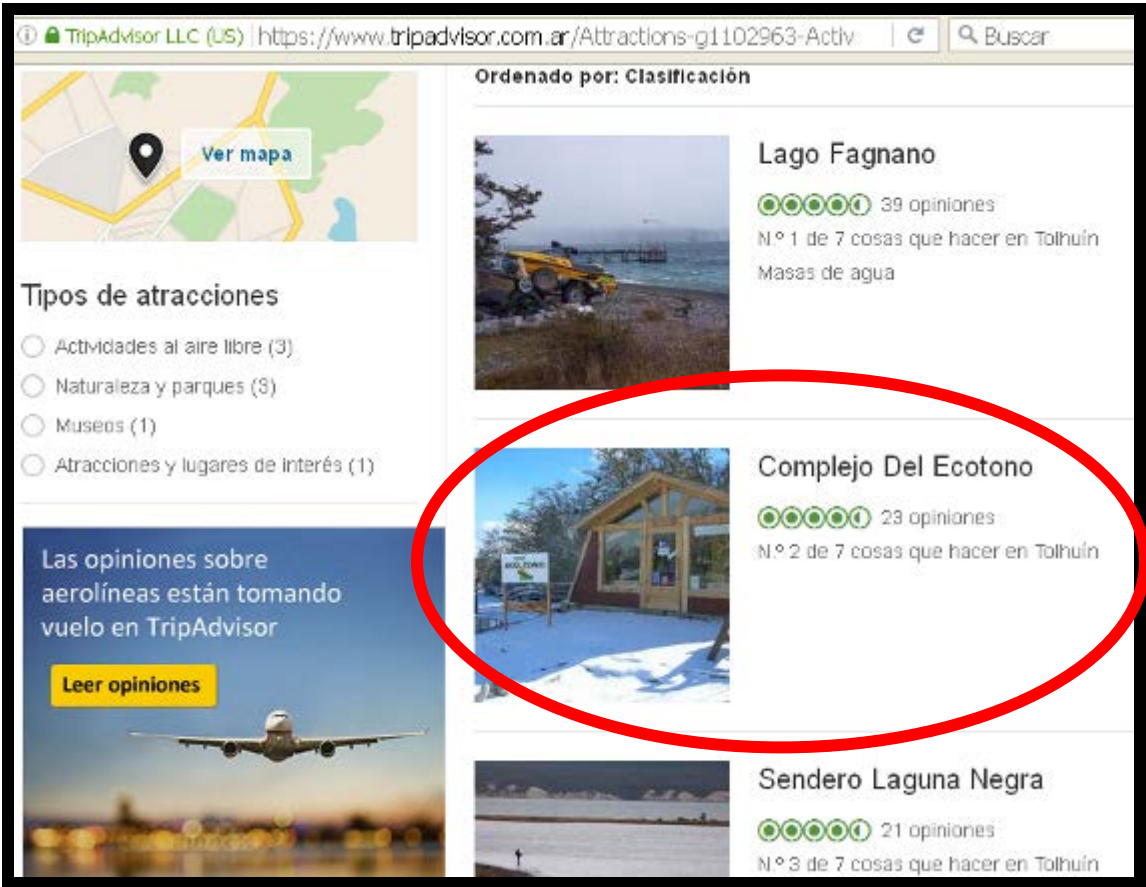 TripAdvisor LLC (US) https://www.tripadvisor.com.ar/Attractions-g1102963-Activ
Buscar
Ver mapa
Tipos de atracciones
Actividades al aire libre (3)
Naturaleza y parques (3)
Museos (1)
Atracciones y lugares de interés (1)
Las opiniones sobre
aerolíneas están tomando
vuelo en TripAdvisor
Leer opiniones
Ordenado por: Clasificación
Lago Fagnano
39 opiniones
N.º 1 de 7 cosas que hacer en Tolhuín
Masas de agua
Complejo Del Ecotono
23 opiniones
N.º 2 de 7 cosas que hacer en Tolhuín
Sendero Laguna Negra
21 opiniones
N.º 3 de 7 cosas que hacer en Tolhuín